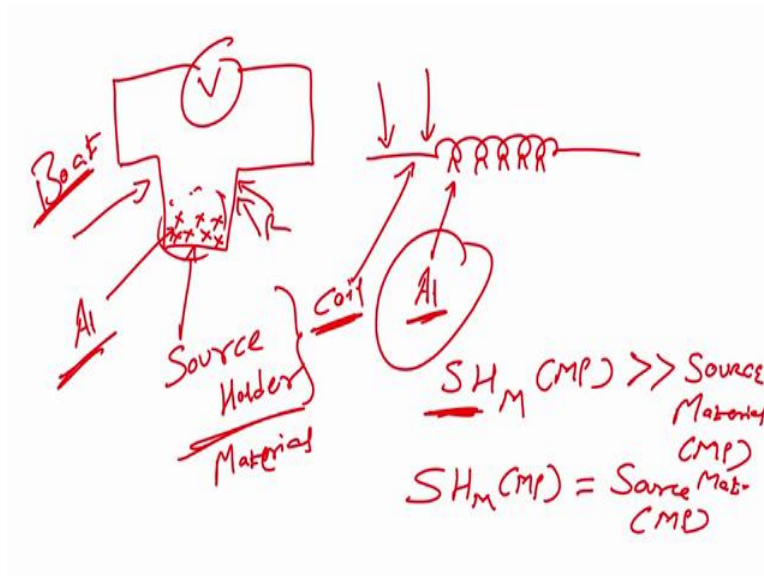 V
Boat
R
Al
Source
Holder
Material
Coil
Al
SH_M (MP) >> Source
Material
(MP)
SH_M (MP) = Source Mat.
(MP)